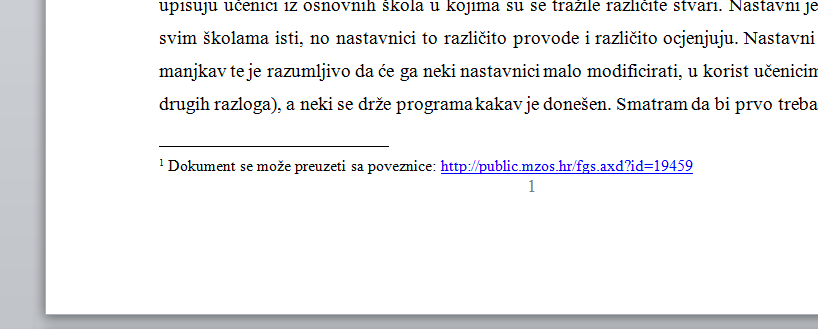 upisuju učenici iz osnovnih škola u kojima su se tražile različite stvari. Nastavni je
svim školama isti, no nastavnici to različito provode i različito ocjenjuju. Nastavni
manjkav te je razumljivo da će ga neki nastavnici malo modificirati, u korist učenicim
drugih razloga), a neki se drže programa kakav je donešen. Smatram da bi prvo treba
1 Dokument se može preuzeti sa poveznice: http://public.mzos.hr/fgs.axd?id=19459
1